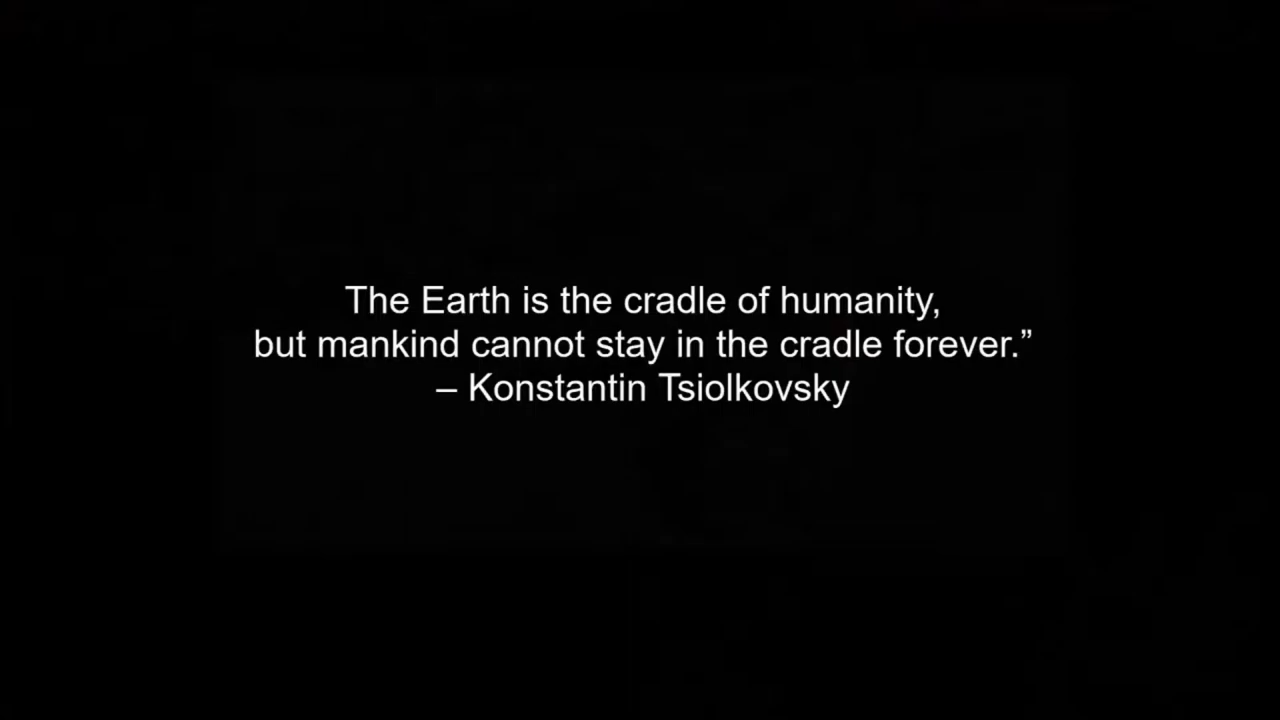 The Earth is the cradle of humanity,
but mankind cannot stay in the cradle forever.”
– Konstantin Tsiolkovsky